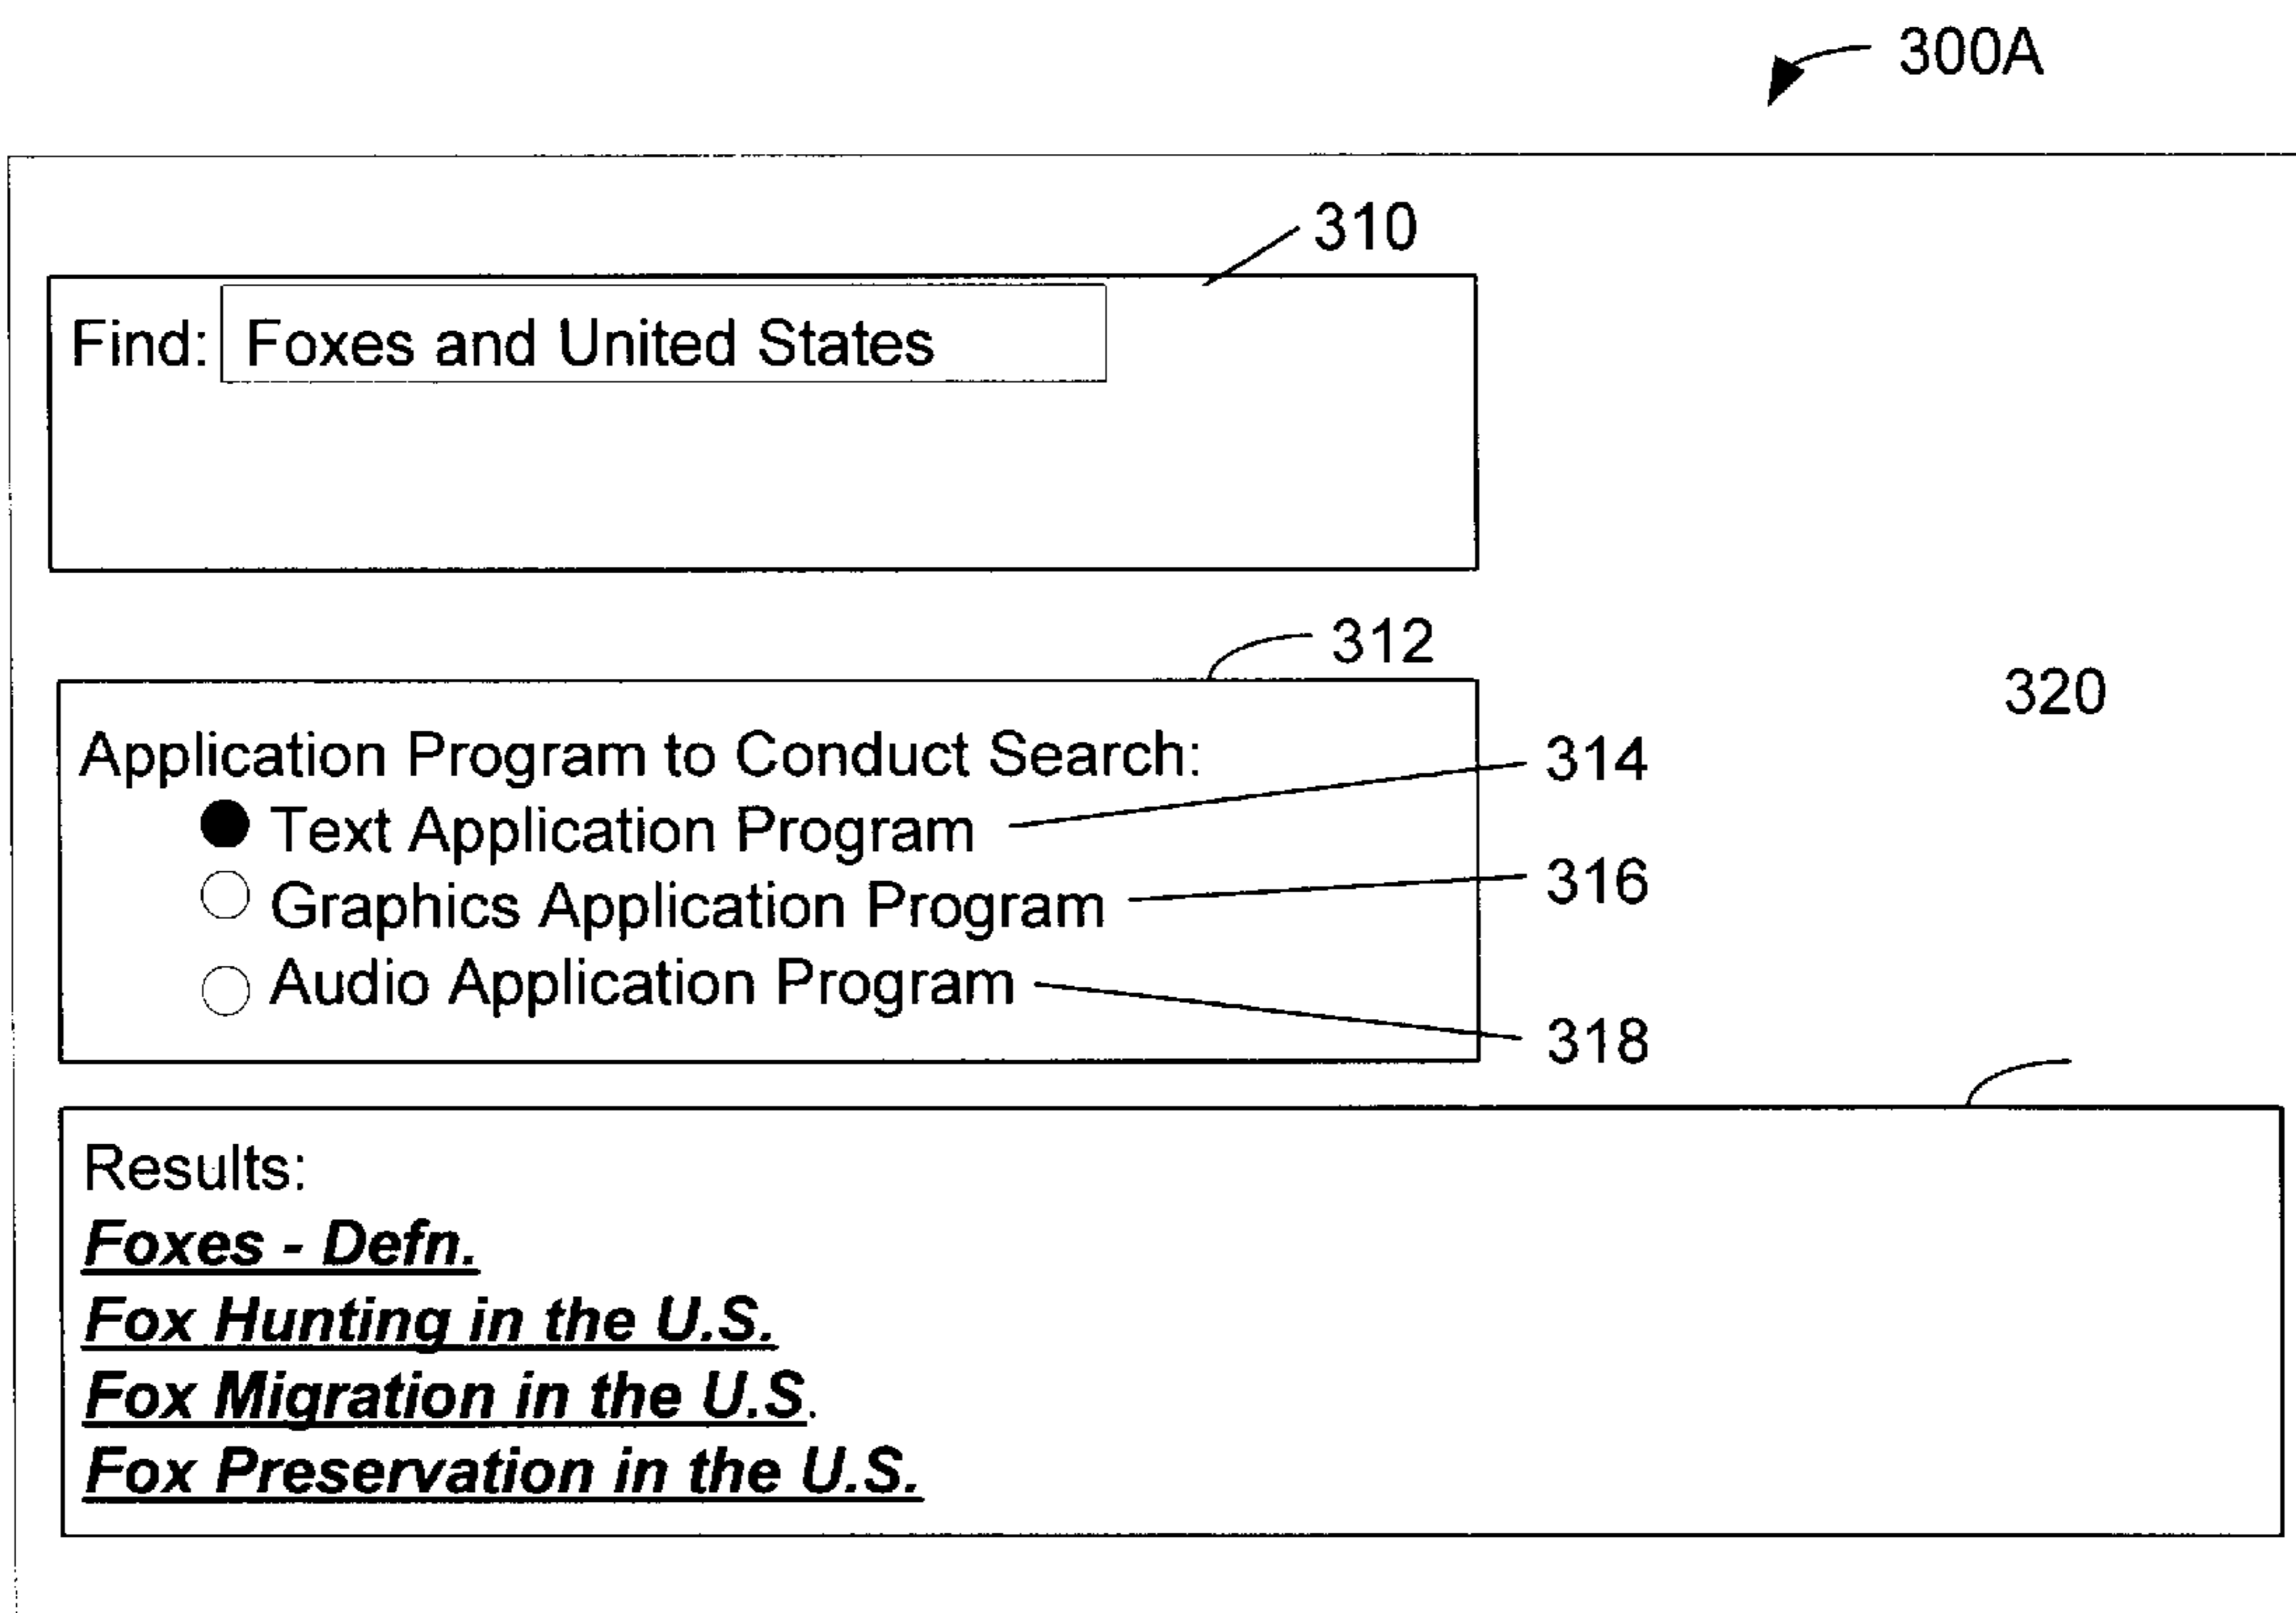 300A
310
Find: Foxes and United States
312
320
Application Program to Conduct Search:
314
Text Application Program
316
Graphics Application Program
Audio Application Program
318
Results:
Foxes - Defn.
Fox Hunting in the U.S.
Fox Migration in the U.S.
Fox Preservation in the U.S.